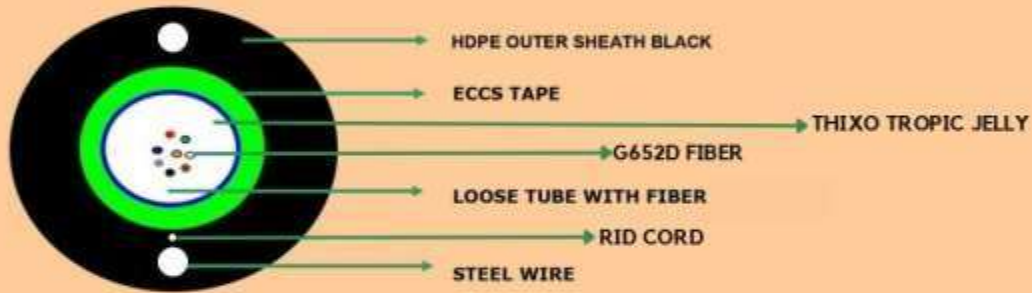 HDPE OUTER SHEATH BLACK
ECCS TAPE
THIXO TROPIC JELLY
G652D FIBER
LOOSE TUBE WITH FIBER
RID CORD
STEEL WIRE